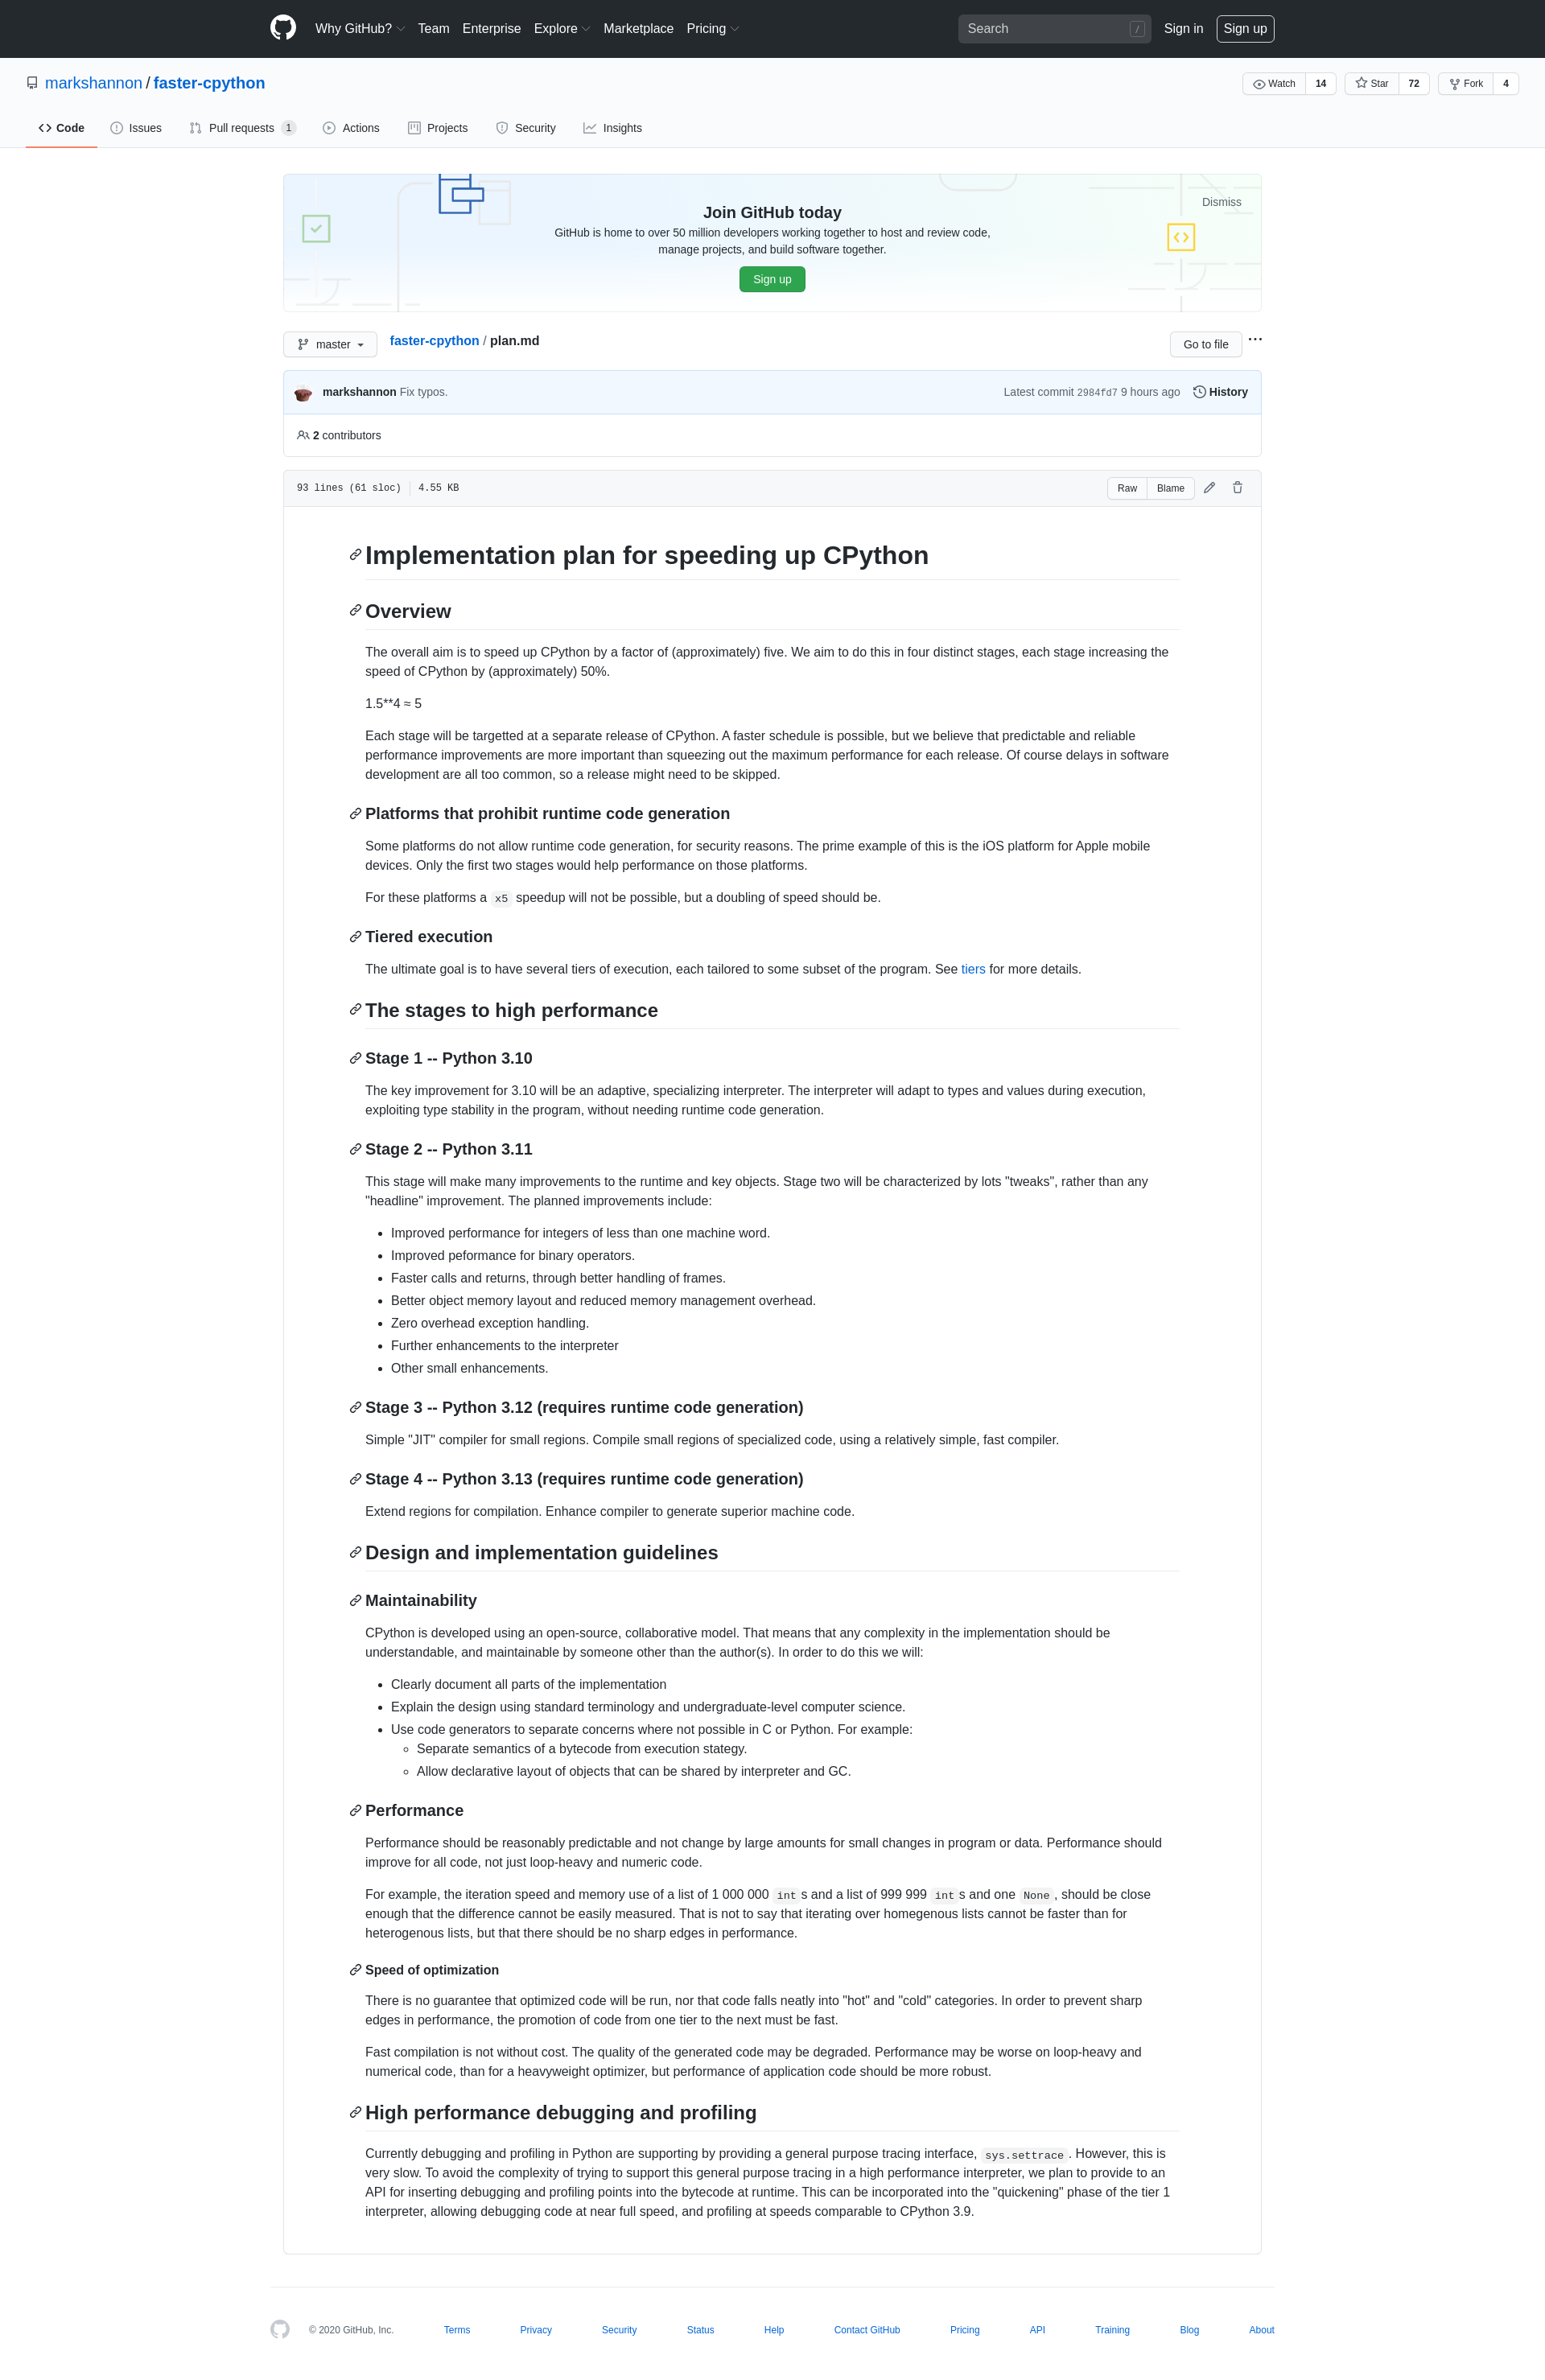 Why GitHub? Team Enterprise Explore Marketplace Pricing Search / Sign in Sign up
markshannon / faster-cpython Watch 14 Star 72 Fork 4
Code Issues Pull requests 1 Actions Projects Security Insights
Dismiss
Join GitHub today
GitHub is home to over 50 million developers working together to host and review code,
manage projects, and build software together.
Sign up
master faster-cpython / plan.md Go to file
markshannon Fix typos. Latest commit 2984fd7 9 hours ago History
2 contributors
93 lines (61 sloc) 4.55 KB Raw Blame
Implementation plan for speeding up CPython
Overview
The overall aim is to speed up CPython by a factor of (approximately) five. We aim to do this in four distinct stages, each stage increasing the
speed of CPython by (approximately) 50%.
1.5**4 ≈ 5
Each stage will be targetted at a separate release of CPython. A faster schedule is possible, but we believe that predictable and reliable
performance improvements are more important than squeezing out the maximum performance for each release. Of course delays in software
development are all too common, so a release might need to be skipped.
Platforms that prohibit runtime code generation
Some platforms do not allow runtime code generation, for security reasons. The prime example of this is the iOS platform for Apple mobile
devices. Only the first two stages would help performance on those platforms.
For these platforms a x5 speedup will not be possible, but a doubling of speed should be.
Tiered execution
The ultimate goal is to have several tiers of execution, each tailored to some subset of the program. See tiers for more details.
The stages to high performance
Stage 1 -- Python 3.10
The key improvement for 3.10 will be an adaptive, specializing interpreter. The interpreter will adapt to types and values during execution,
exploiting type stability in the program, without needing runtime code generation.
Stage 2 -- Python 3.11
This stage will make many improvements to the runtime and key objects. Stage two will be characterized by lots "tweaks", rather than any
"headline" improvement. The planned improvements include:
• Improved performance for integers of less than one machine word.
• Improved peformance for binary operators.
• Faster calls and returns, through better handling of frames.
• Better object memory layout and reduced memory management overhead.
• Zero overhead exception handling.
• Further enhancements to the interpreter
• Other small enhancements.
Stage 3 -- Python 3.12 (requires runtime code generation)
Simple "JIT" compiler for small regions. Compile small regions of specialized code, using a relatively simple, fast compiler.
Stage 4 -- Python 3.13 (requires runtime code generation)
Extend regions for compilation. Enhance compiler to generate superior machine code.
Design and implementation guidelines
Maintainability
CPython is developed using an open-source, collaborative model. That means that any complexity in the implementation should be
understandable, and maintainable by someone other than the author(s). In order to do this we will:
• Clearly document all parts of the implementation
• Explain the design using standard terminology and undergraduate-level computer science.
• Use code generators to separate concerns where not possible in C or Python. For example:
◦ Separate semantics of a bytecode from execution stategy.
◦ Allow declarative layout of objects that can be shared by interpreter and GC.
Performance
Performance should be reasonably predictable and not change by large amounts for small changes in program or data. Performance should
improve for all code, not just loop-heavy and numeric code.
For example, the iteration speed and memory use of a list of 1 000 000 int s and a list of 999 999 int s and one None , should be close
enough that the difference cannot be easily measured. That is not to say that iterating over homegenous lists cannot be faster than for
heterogenous lists, but that there should be no sharp edges in performance.
Speed of optimization
There is no guarantee that optimized code will be run, nor that code falls neatly into "hot" and "cold" categories. In order to prevent sharp
edges in performance, the promotion of code from one tier to the next must be fast.
Fast compilation is not without cost. The quality of the generated code may be degraded. Performance may be worse on loop-heavy and
numerical code, than for a heavyweight optimizer, but performance of application code should be more robust.
High performance debugging and profiling
Currently debugging and profiling in Python are supporting by providing a general purpose tracing interface, sys.settrace . However, this is
very slow. To avoid the complexity of trying to support this general purpose tracing in a high performance interpreter, we plan to provide to an
API for inserting debugging and profiling points into the bytecode at runtime. This can be incorporated into the "quickening" phase of the tier 1
interpreter, allowing debugging code at near full speed, and profiling at speeds comparable to CPython 3.9.
© 2020 GitHub, Inc. Terms Privacy Security Status Help Contact GitHub Pricing API Training Blog About